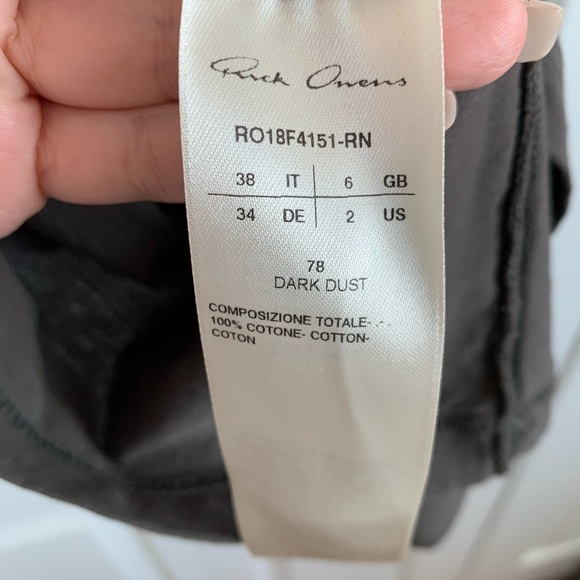 Rick Owens
RO18F4151-RN
38 IT 6 GB
34 DE 2 US
78
DARK DUST
COMPOSIZIONE TOTALE-
100% COTONE- COTTON-
COTON